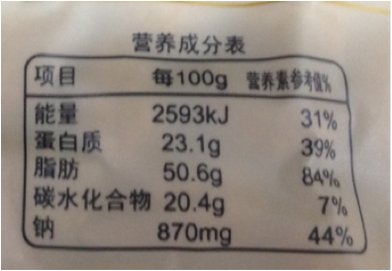 营养成分表
项目 每100g 营养素参考值%
能量 2593kJ 31%
蛋白质 23.1g 39%
脂肪 50.6g 84%
碳水化合物 20.4g 7%
钠 870mg 44%